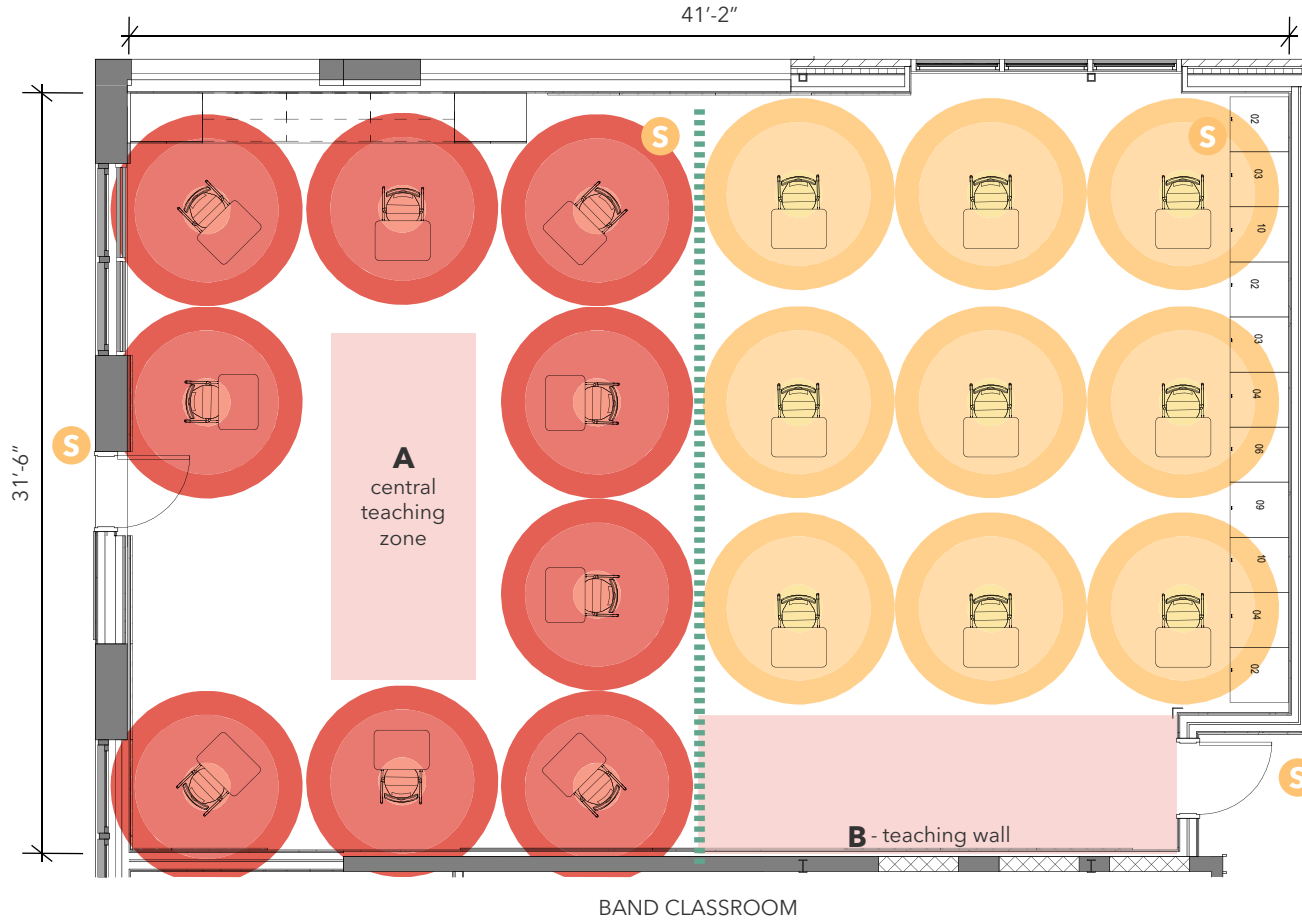 41’-2”
S
S
02
03
10
02
03
04
06
09
10
04
02
31’-6”
S
A
central
teaching
zone
S
B - teaching wall
BAND CLASSROOM